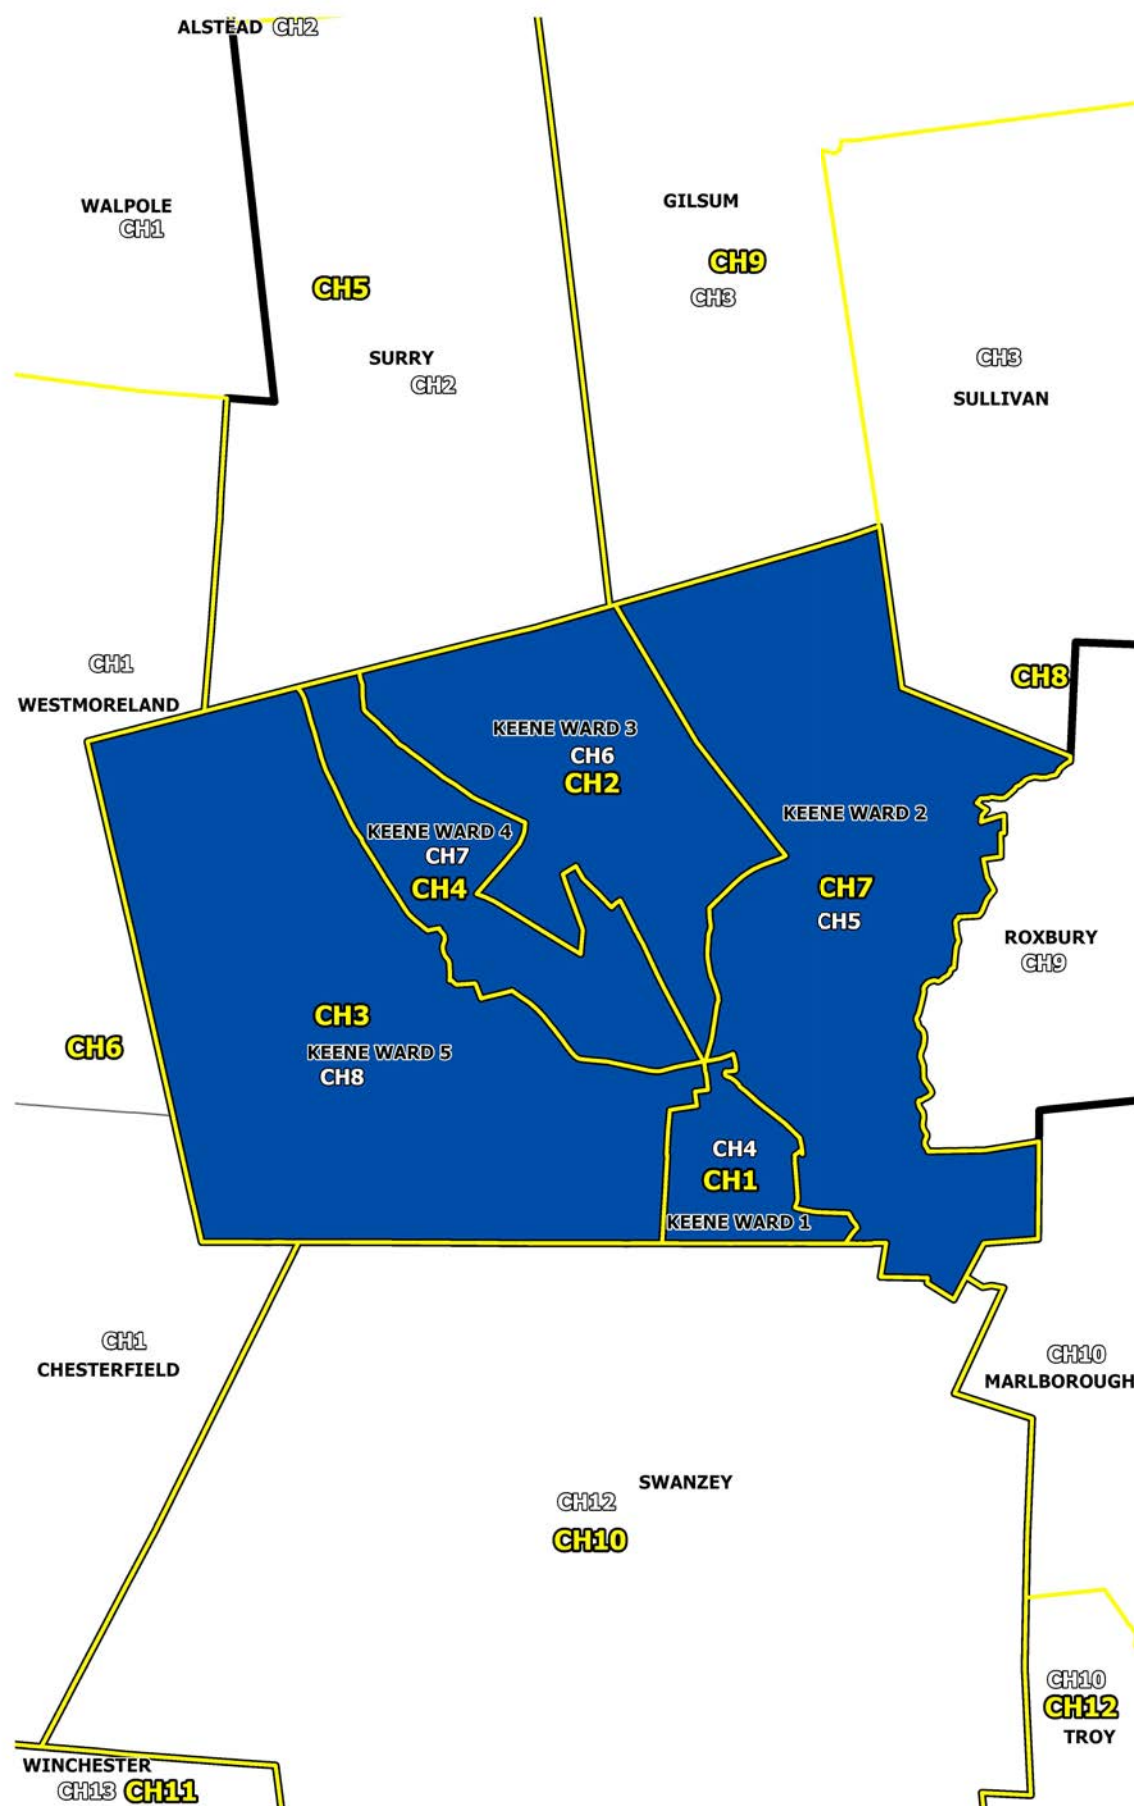 ALSTEAD CH2
WALPOLE
CH1
GILSUM
CH9
CH3
CH5
SURRY
CH2
CH3
SULLIVAN
CH1
WESTMORELAND
CH8
KEENE WARD 3
CH6
CH2
KEENE WARD 2
CH7
CH5
KEENE WARD 4
CH7
CH4
ROXBURY
CH9
CH3
KEENE WARD 5
CH8
CH6
CH4
CH1
KEENE WARD 1
CH1
CHESTERFIELD
CH10
MARLBOROUGH
SWANZEY
CH12
CH10
CH10
CH12
TROY
WINCHESTER
CH13 CH11